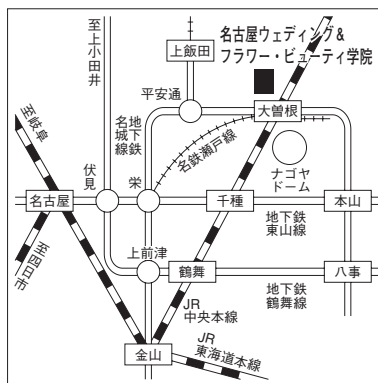 名古屋ウェディング＆
フラワー・ビューティ学院
至上小田井
上飯田
平安通
大曽根
至岐阜
地下鉄
名城線
名鉄瀬戸線
ナゴヤ
ドーム
伏見
栄
名古屋
千種
本山
地下鉄
東山線
至四日市
上前津
鶴舞
八事
地下鉄
鶴舞線
JR
中央本線
金山
JR
東海道本線